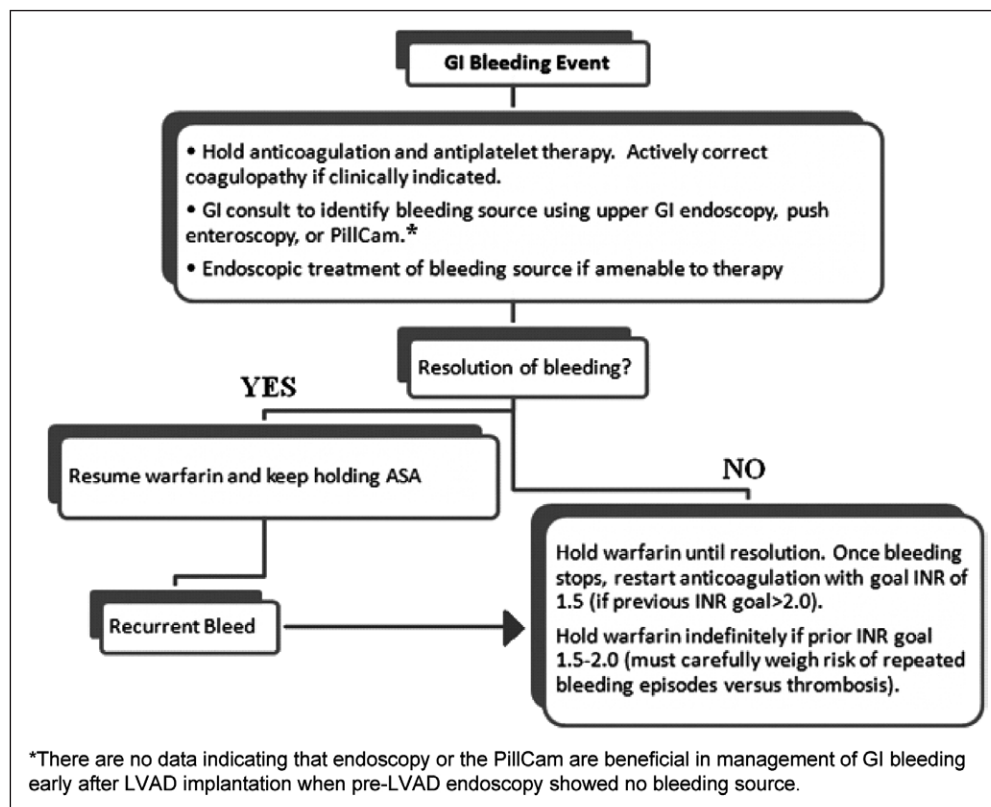 GI Bleeding Event
• Hold anticoagulation and antiplatelet therapy.  Actively correct
coagulopathy if clinically indicated.
• GI consult to identify bleeding source using upper GI endoscopy, push
enteroscopy, or PillCam.*
• Endoscopic treatment of bleeding source if amenable to therapy
Resolution of bleeding?
YES
Resume warfarin and keep holding ASA
NO
Hold warfarin until resolution. Once bleeding
stops, restart anticoagulation with goal INR of
1.5 (if previous INR goal>2.0).
Hold warfarin indefinitely if prior INR goal
1.5-2.0 (must carefully weigh risk of repeated
bleeding episodes versus thrombosis).
Recurrent Bleed
*There are no data indicating that endoscopy or the PillCam are beneficial in management of GI bleeding
early after LVAD implantation when pre-LVAD endoscopy showed no bleeding source.